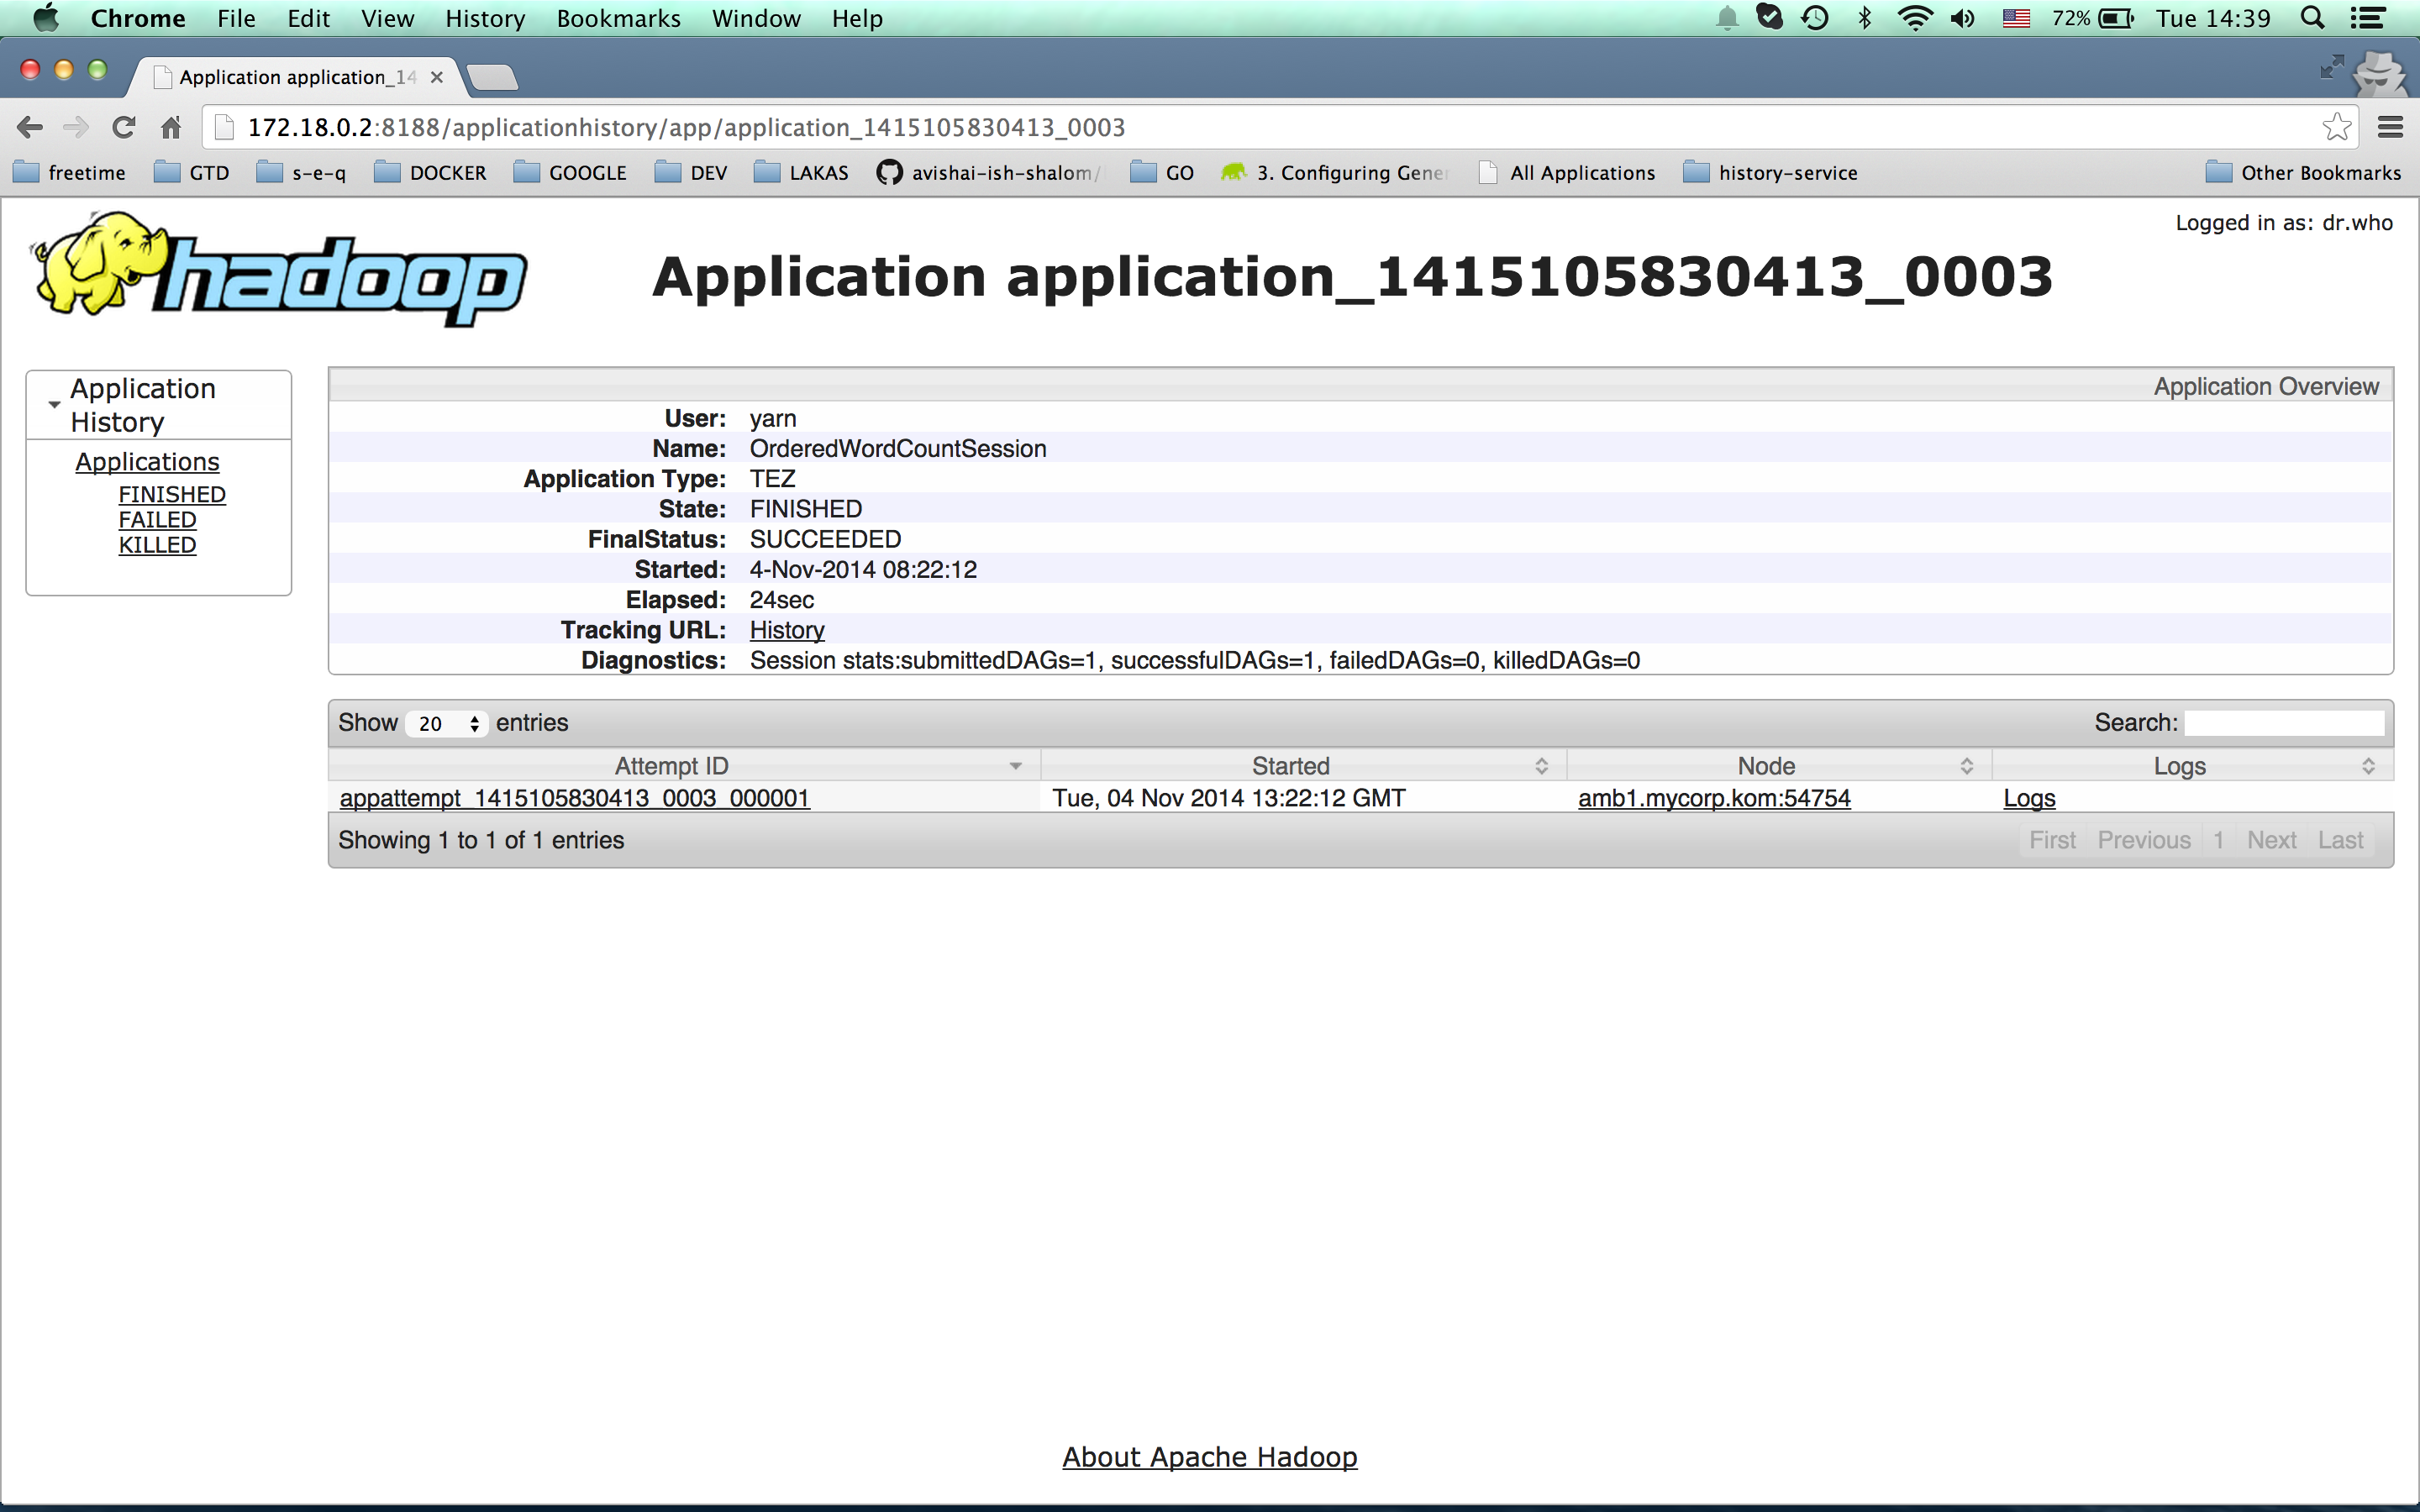 Chrome File Edit View History Bookmarks Window Help 72% Tue 14:39
Application application_14
172.18.0.2:8188/applicationhistory/app/application_1415105830413_0003
freetime GTD s-e-q DOCKER GOOGLE DEV LAKAS avishai-ish-shalom/ GO 3. Configuring Gener All Applications history-service Other Bookmarks
Logged in as: dr.who
hadoop
Application application_1415105830413_0003
Application History
Applications
FINISHED
FAILED
KILLED
Application Overview
User: yarn
Name: OrderedWordCountSession
Application Type: TEZ
State: FINISHED
FinalStatus: SUCCEEDED
Started: 4-Nov-2014 08:22:12
Elapsed: 24sec
Tracking URL: History
Diagnostics: Session stats:submittedDAGs=1, successfulDAGs=1, failedDAGs=0, killedDAGs=0
Show 20 entries Search:
Attempt ID Started Node Logs
appattempt_1415105830413_0003_000001 Tue, 04 Nov 2014 13:22:12 GMT amb1.mycorp.kom:54754 Logs
Showing 1 to 1 of 1 entries First Previous 1 Next Last
About Apache Hadoop